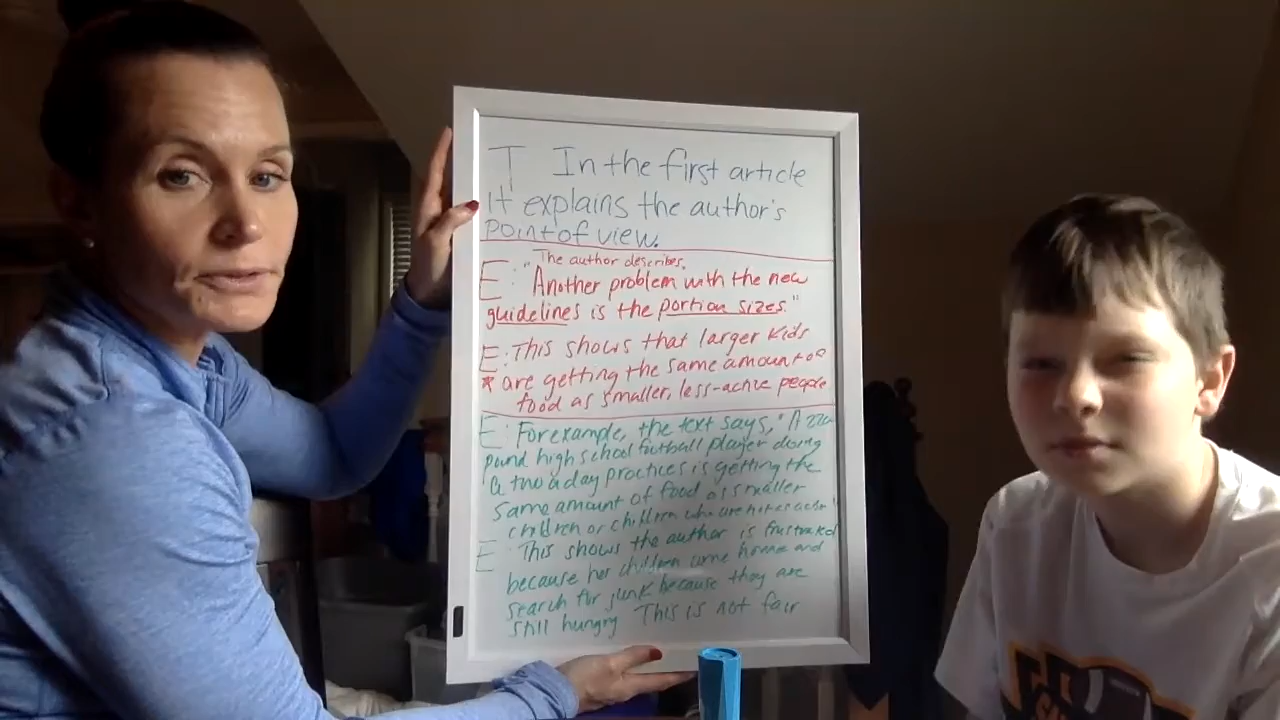 T In the first article
It explains the author's
point of view.
The author describes,
E: "Another problem with the new
guidelines is the portion sizes."
E: This shows that larger kids
* are getting the same amount of
food as smaller, less-active people
E: For example, the text says, "A 220
pund high school football player doing
a two a day practices is getting the
same amount of food as smaller
children or children who are not as activ
E: This shows the author is frustrated
because her children come home and
search for junk because they are
still hungry This is not fair